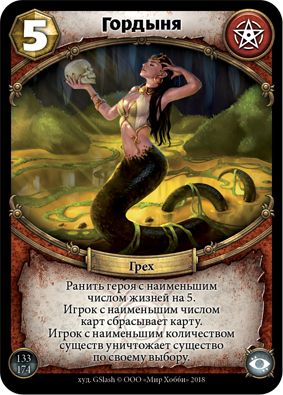 5
Гордыня
Грех
Ранить героя с наименьшим
числом жизней на 5.
Игрок с наименьшим числом
карт сбрасывает карту.
Игрок с наименьшим количеством
существ уничтожает существо
по своему выбору.
133
174
худ. GSlash © ООО «Мир Хобби» 2018